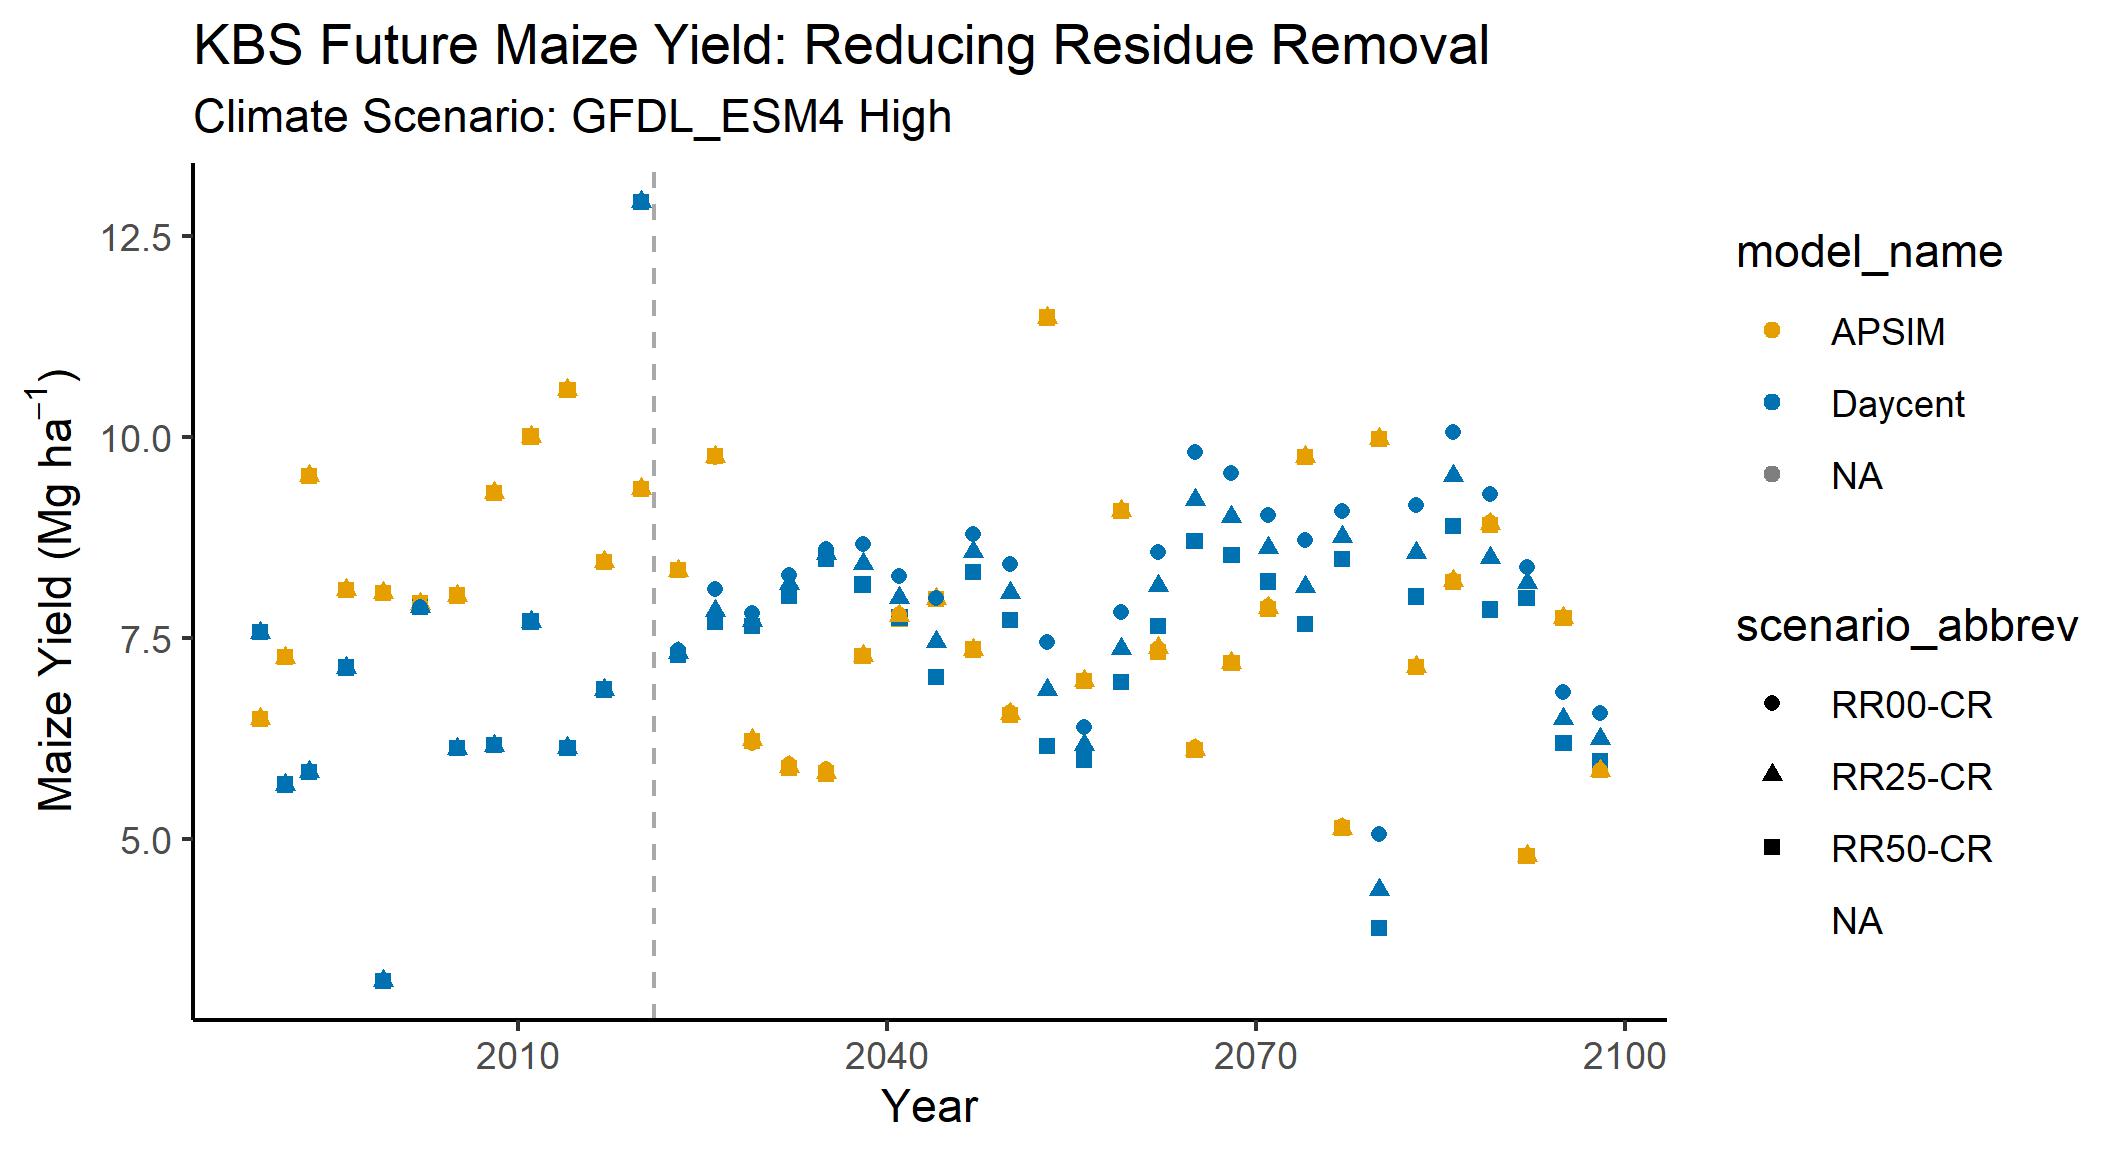 KBS Future Maize Yield: Reducing Residue Removal
Climate Scenario: GFDL_ESM4 High
Maize Yield (Mg ha⁻¹)
12.5
10.0
7.5
5.0
2010
2040
2070
2100
Year
model_name
APSIM
Daycent
NA
scenario_abbrev
RR00-CR
RR25-CR
RR50-CR
NA